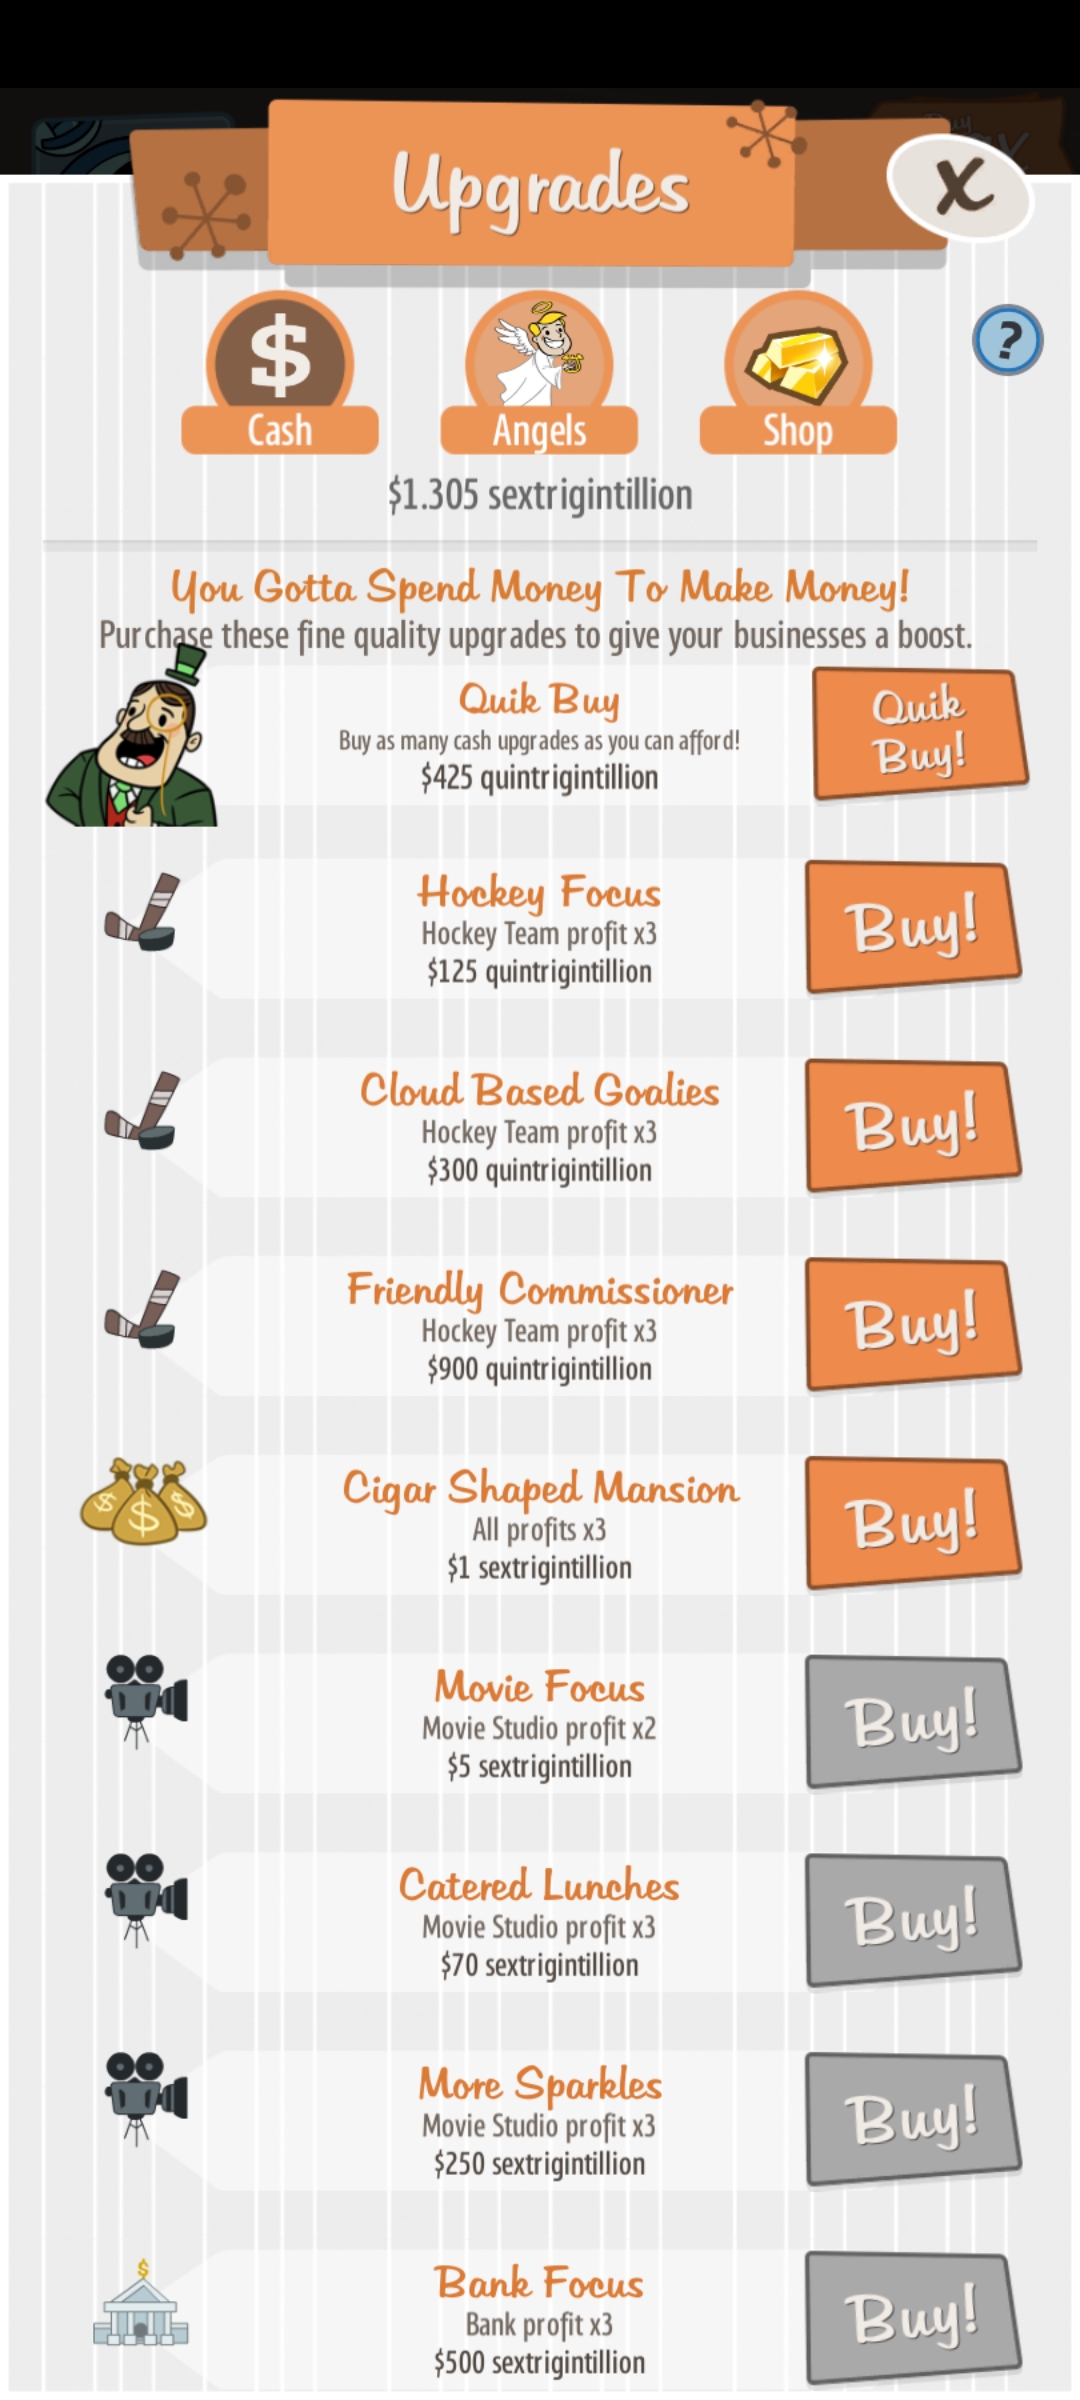 Upgrades
X
?
$
Cash
Angels
Shop
$1.305 sextrigintillion
You Gotta Spend Money To Make Money!
Purchase these fine quality upgrades to give your businesses a boost.
Quik Buy
Buy as many cash upgrades as you can afford!
$425 quintrigintillion
Quik
Buy!
Hockey Focus
Hockey Team profit x3
$125 quintrigintillion
Buy!
Cloud Based Goalies
Hockey Team profit x3
$300 quintrigintillion
Buy!
Friendly Commissioner
Hockey Team profit x3
$900 quintrigintillion
Buy!
$ $ $
Cigar Shaped Mansion
All profits x3
$1 sextrigintillion
Buy!
Movie Focus
Movie Studio profit x2
$5 sextrigintillion
Buy!
Catered Lunches
Movie Studio profit x3
$70 sextrigintillion
Buy!
More Sparkles
Movie Studio profit x3
$250 sextrigintillion
Buy!
$
Bank Focus
Bank profit x3
$500 sextrigintillion
Buy!